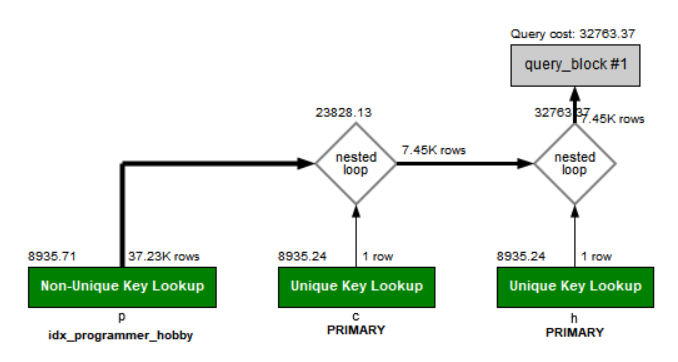 Query cost: 32763.37
query_block #1
23828.13
32763.37
7.45K rows
nested
loop
7.45K rows
nested
loop
8935.71
37.23K rows
8935.24
1 row
8935.24
1 row
Non-Unique Key Lookup
Unique Key Lookup
Unique Key Lookup
p
c
h
idx_programmer_hobby
PRIMARY
PRIMARY